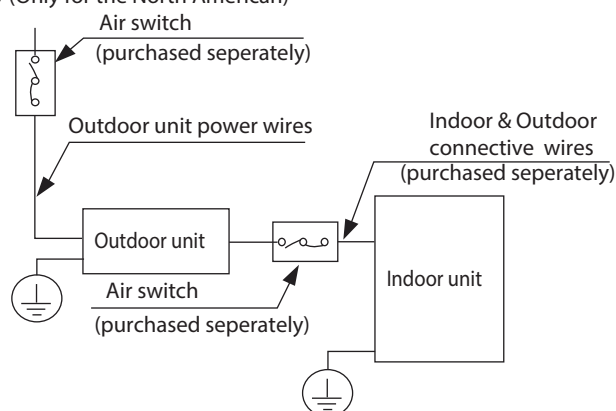 (Only for the North American)
Air switch
(purchased seperately)
Outdoor unit power wires
Indoor & Outdoor
connective wires
(purchased seperately)
Outdoor unit
Indoor unit
Air switch
(purchased seperately)